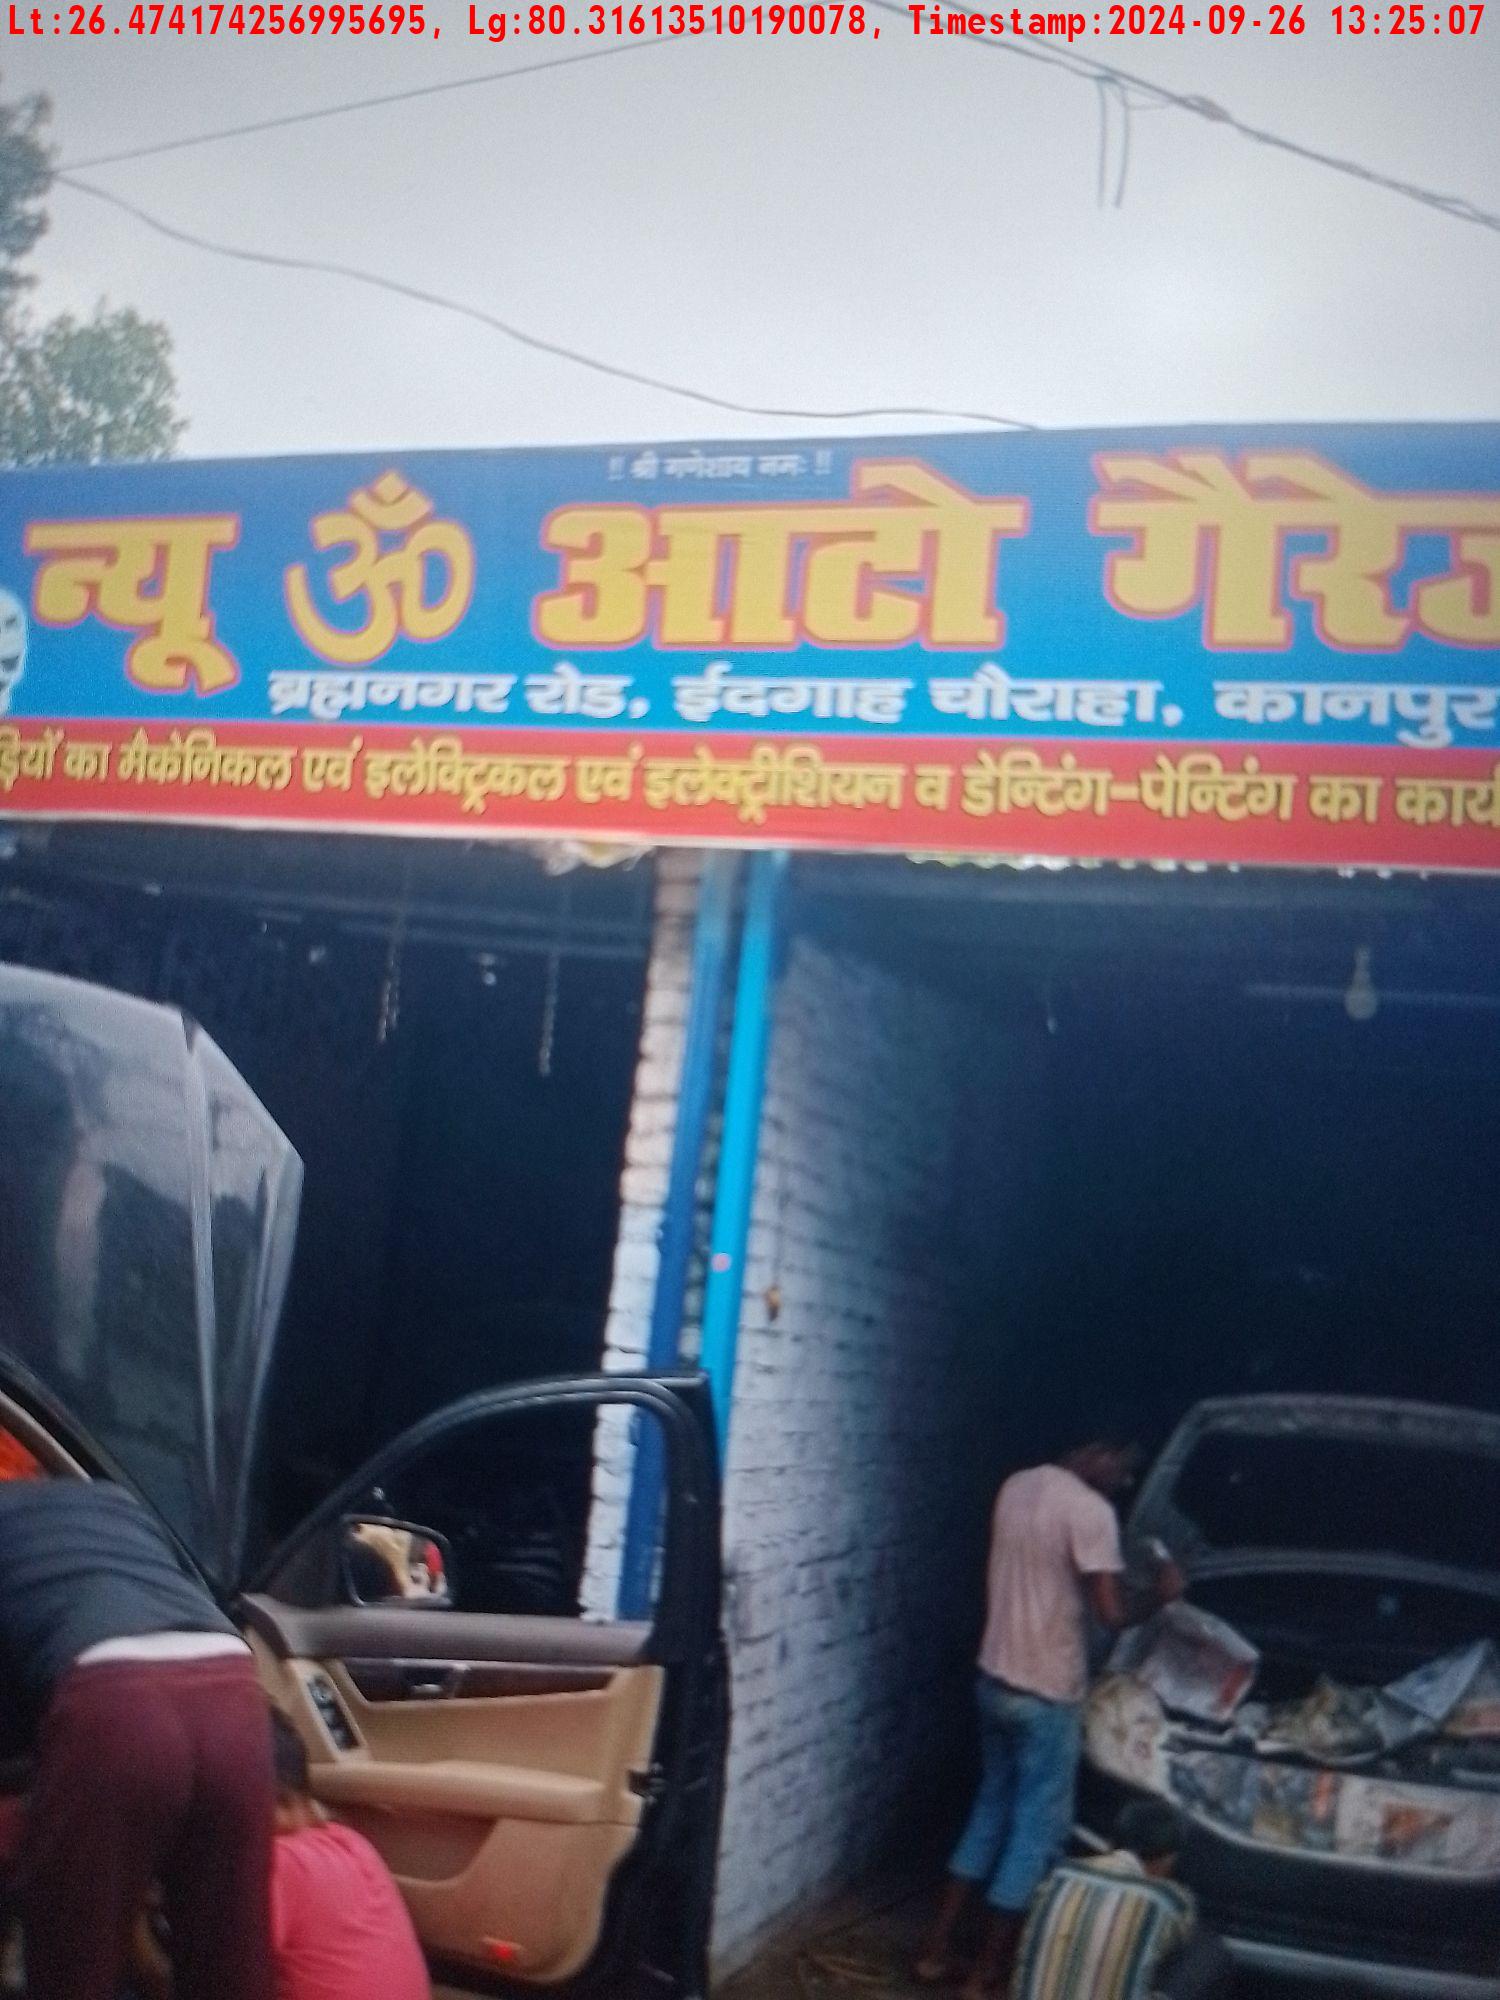 Lt:26.474174256995695, Lg:80.31613510190078, Timestamp:2024-09-26 13:25:07
!! श्री गणेशाय नमः !!
न्यू ॐ आटो गैरेज
ब्रह्मनगर रोड, ईदगाह चौराहा, कानपुर
ड़ियों का मैकेनिकल एवं इलेक्ट्रिकल एवं इलेक्ट्रीशियन व डेन्टिंग-पेन्टिंग का कार्य